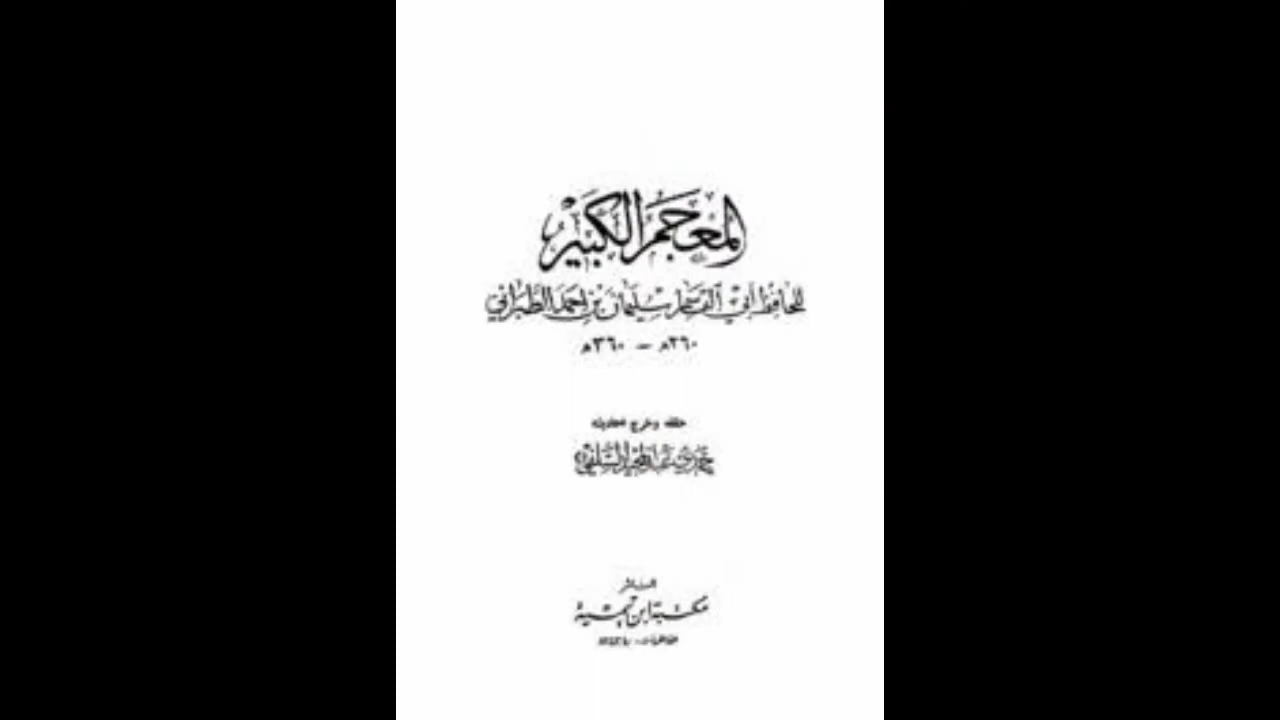 المعجم الكبير
للحافظ أبي القاسم سليمان بن أحمد الطبراني
٢٦٠هـ – ٣٦٠هـ
حققه وخرج أحاديثه
حمدي عبد المجيد السلفي
الناشر
مكتبة ابن تيمية